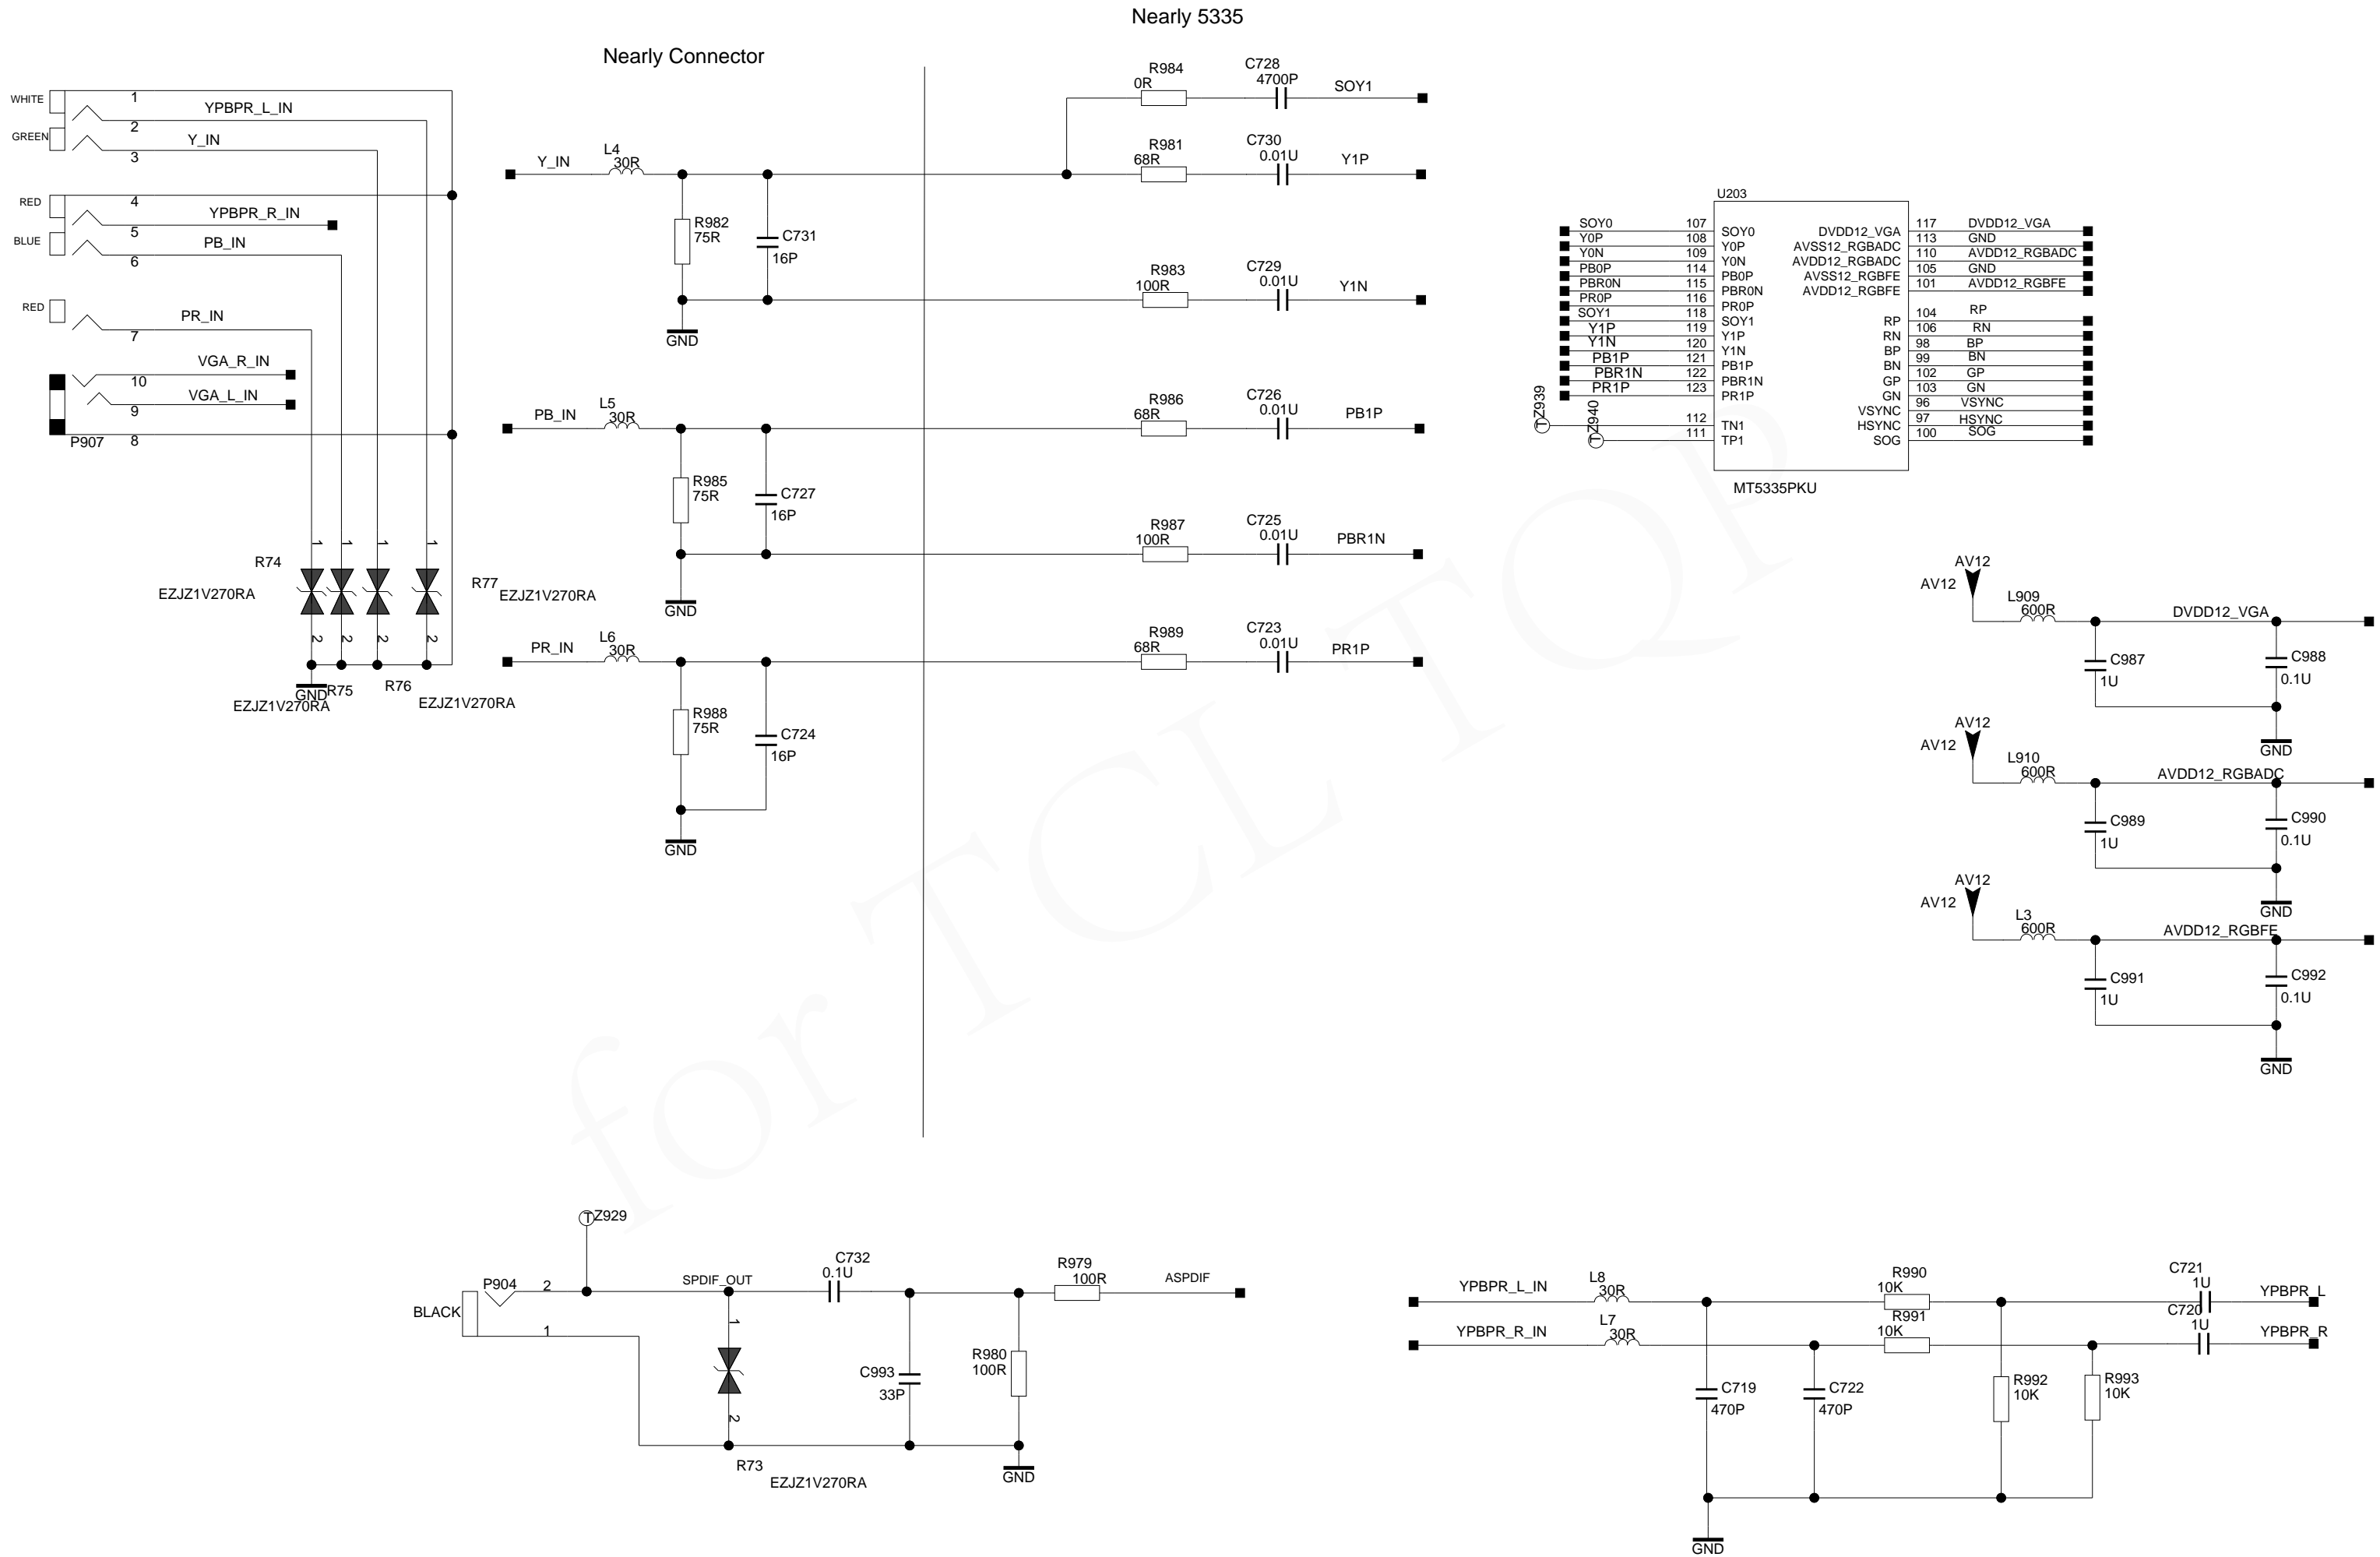 Nearly 5335
Nearly Connector
WHITE
1
YPBPR_L_IN
2
GREEN
Y_IN
3
RED
4
YPBPR_R_IN
5
BLUE
PB_IN
6
RED
PR_IN
7
VGA_R_IN
10
VGA_L_IN
9
P907
8
1
1
1
1
R74
EZJZ1V270RA
R77
EZJZ1V270RA
2
2
2
2
GND
R75
R76
EZJZ1V270RA
EZJZ1V270RA
Y_IN
L4
30R
R982
75R
C731
16P
GND
R984
0R
C728
4700P
SOY1
R981
68R
C730
0.01U
Y1P
R983
100R
C729
0.01U
Y1N
PB_IN
L5
30R
R985
75R
C727
16P
GND
R986
68R
C726
0.01U
PB1P
R987
100R
C725
0.01U
PBR1N
PR_IN
L6
30R
R988
75R
C724
16P
GND
R989
68R
C723
0.01U
PR1P
U203
SOY0 107 SOY0
Y0P 108 Y0P
Y0N 109 Y0N
PB0P 114 PB0P
PBR0N 115 PBR0N
PR0P 116 PR0P
SOY1 118 SOY1
Y1P 119 Y1P
Y1N 120 Y1N
PB1P 121 PB1P
PBR1N 122 PBR1N
PR1P 123 PR1P
TZ939
TZ940
112 TN1
111 TP1
DVDD12_VGA 117 DVDD12_VGA
AVSS12_RGBADC 113 GND
AVDD12_RGBADC 110 AVDD12_RGBADC
AVSS12_RGBFE 105 GND
AVDD12_RGBFE 101 AVDD12_RGBFE
RP 104 RP
RN 106 RN
BP 98 BP
BN 99 BN
GP 102 GP
GN 103 GN
VSYNC 96 VSYNC
HSYNC 97 HSYNC
SOG 100 SOG
MT5335PKU
AV12
AV12
L909
600R
DVDD12_VGA
C987
1U
C988
0.1U
GND
AV12
AV12
L910
600R
AVDD12_RGBADC
C989
1U
C990
0.1U
GND
AV12
AV12
L3
600R
AVDD12_RGBFE
C991
1U
C992
0.1U
GND
for TCL TQP
TZ929
P904
2
BLACK
1
SPDIF_OUT
1
2
R73
EZJZ1V270RA
C732
0.1U
C993
33P
R980
100R
GND
R979
100R
ASPDIF
YPBPR_L_IN
L8
30R
YPBPR_R_IN
L7
30R
C719
470P
C722
470P
GND
R990
10K
R991
10K
R992
10K
R993
10K
C721
1U
YPBPR_L
C720
1U
YPBPR_R